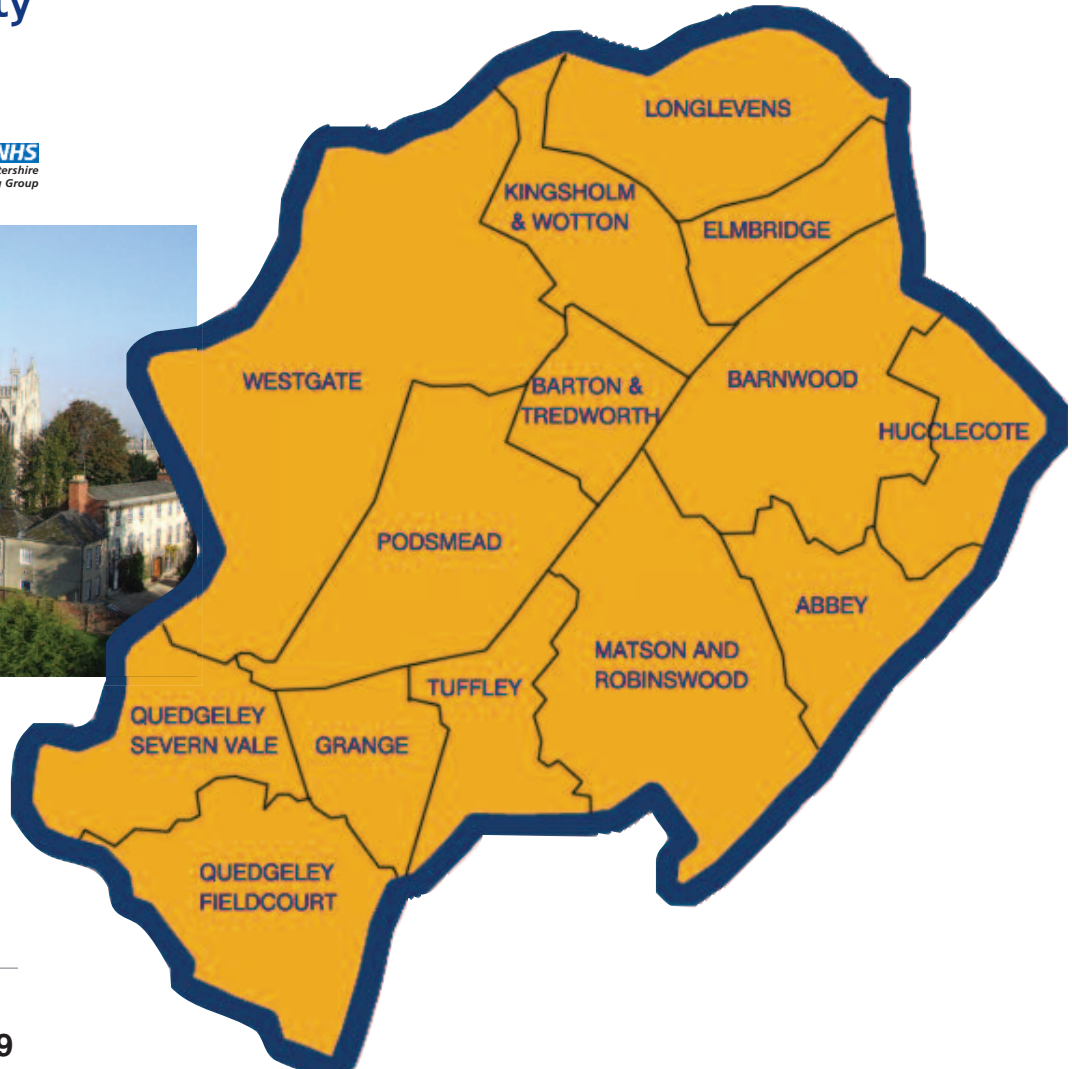 ty
NHS
tershire
Group
LONGLEVENS
KINGSHOLM
& WOTTON
ELMBRIDGE
WESTGATE
BARTON &
TREDWORTH
BARNWOOD
HUCCLECOTE
PODSMEAD
ABBEY
MATSON AND
ROBINSWOOD
TUFFLEY
QUEDGELEY
SEVERN VALE
GRANGE
QUEDGELEY
FIELDCOURT
9